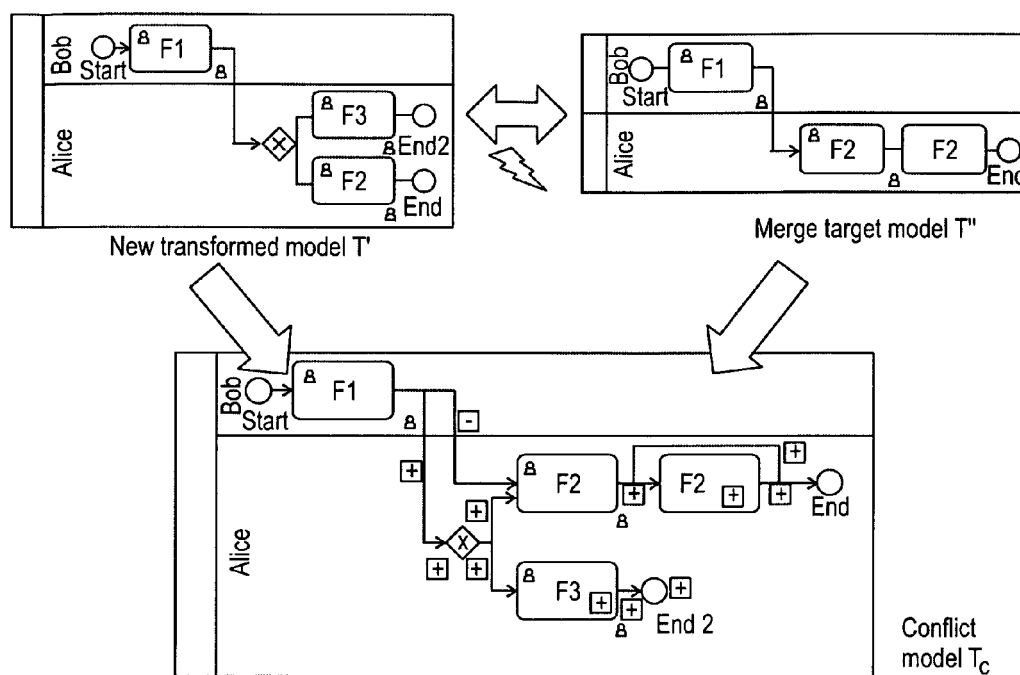 Bob
Start
F1
Alice
F3
End2
F2
End
New transformed model T'
Bob
Start
F1
Alice
F2
F2
End
Merge target model T"
Bob
Start
F1
-
+
Alice
F2
+
F2
+
+
+
End
+
X
+
+
F3
+
+
+
End 2
Conflict
model Tc